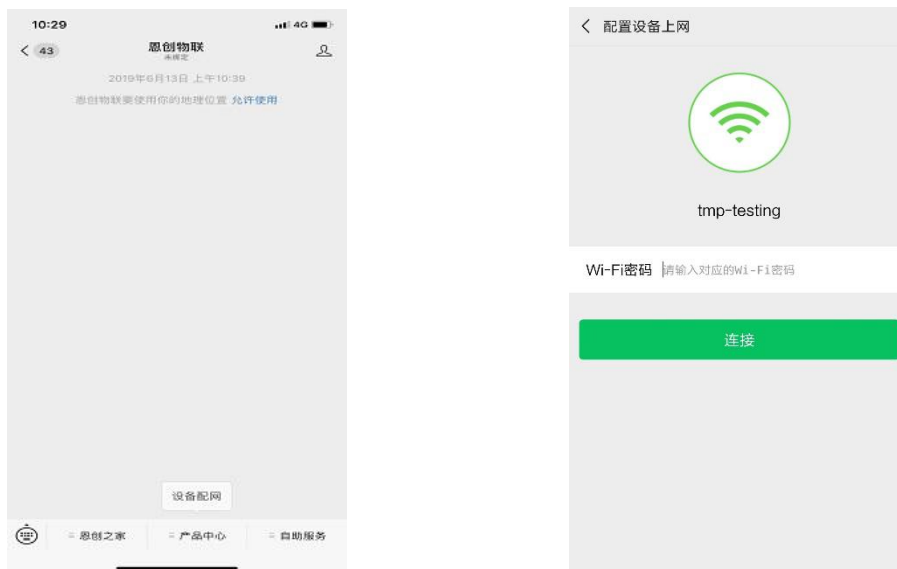 10:29
4G
43
恩创物联
未绑定
2019年6月13日 上午10:39
恩创物联要使用你的地理位置 允许使用
设备配网
恩创之家
产品中心
自助服务
配置设备上网
tmp-testing
Wi-Fi密码 请输入对应的Wi-Fi密码
连接